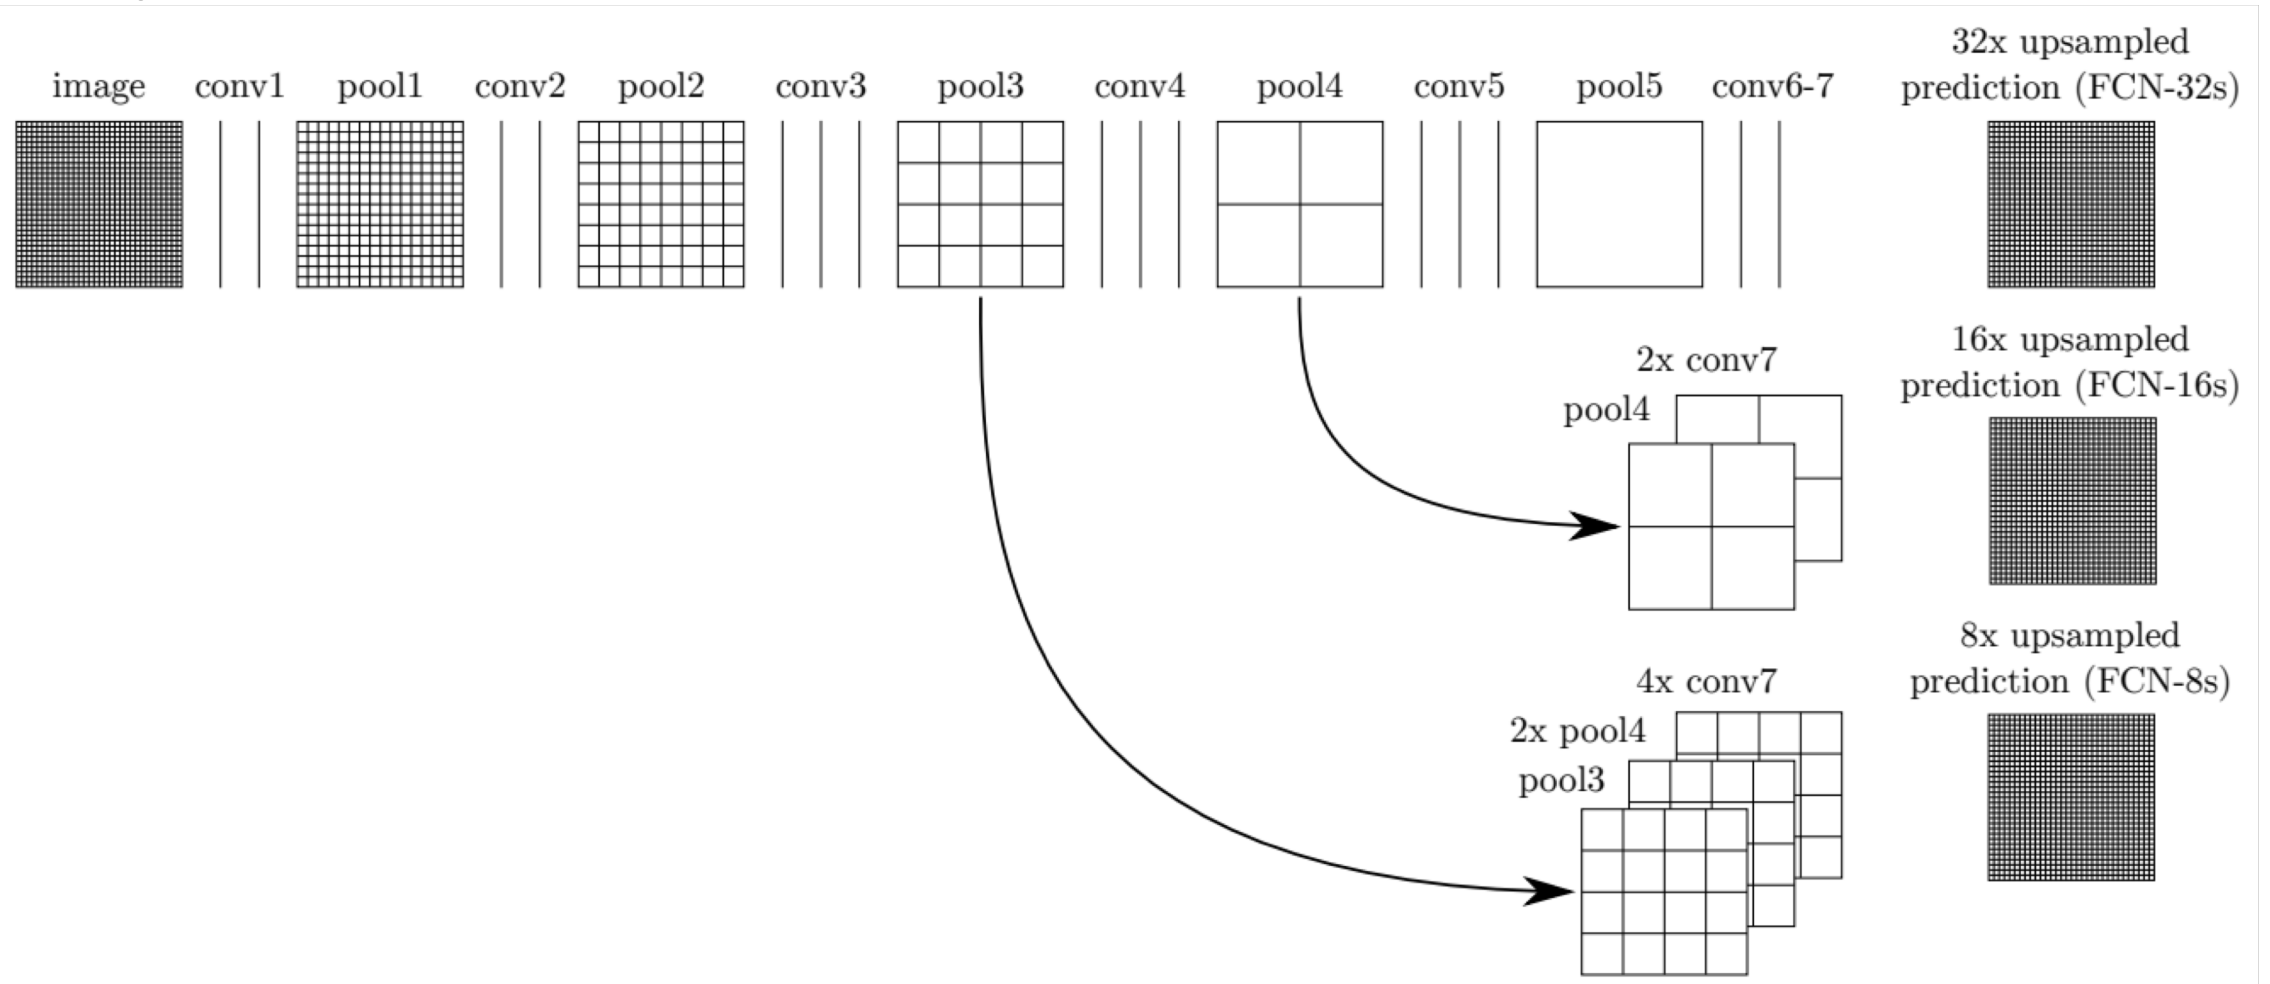 image conv1 pool1 conv2 pool2 conv3 pool3 conv4 pool4 conv5 pool5 conv6-7
32x upsampled
prediction (FCN-32s)
2x conv7
pool4
16x upsampled
prediction (FCN-16s)
4x conv7
2x pool4
pool3
8x upsampled
prediction (FCN-8s)